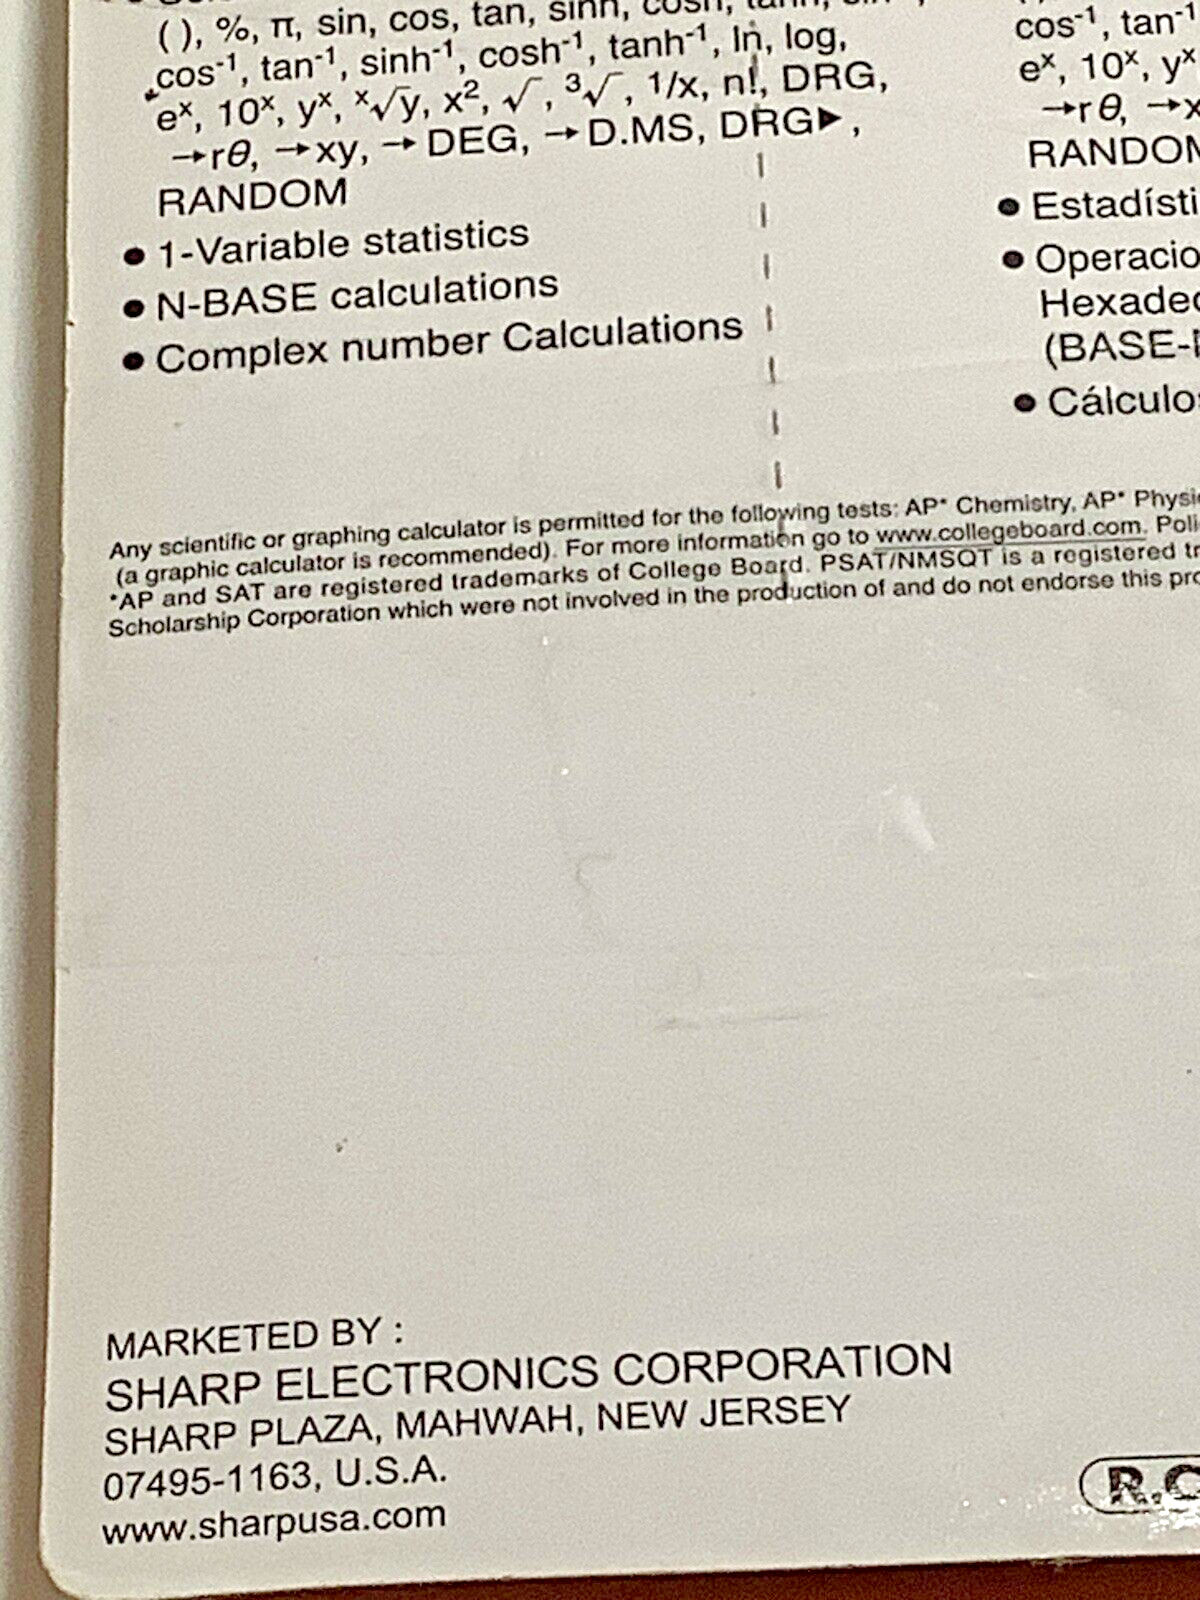 ( ), %, π, sin, cos, tan, sinh, cosh, tanh,
cos⁻¹, tan⁻¹, sinh⁻¹, cosh⁻¹, tanh⁻¹, ln, log,
eˣ, 10ˣ, yˣ, ˣ√y, x², √ , ³√ , 1/x, n!, DRG,
→rθ, →xy, → DEG, → D.MS, DRG▶ ,
RANDOM
● 1-Variable statistics
● N-BASE calculations
● Complex number Calculations
cos⁻¹, tan⁻¹
eˣ, 10ˣ, yˣ
→rθ, →x
RANDOM
● Estadísti
● Operacio
Hexadec
(BASE-
● Cálculo
Any scientific or graphing calculator is permitted for the following tests: AP* Chemistry, AP* Physi
(a graphic calculator is recommended). For more information go to www.collegeboard.com. Poli
*AP and SAT are registered trademarks of College Board. PSAT/NMSQT is a registered tr
Scholarship Corporation which were not involved in the production of and do not endorse this pro
MARKETED BY :
SHARP ELECTRONICS CORPORATION
SHARP PLAZA, MAHWAH, NEW JERSEY
07495-1163, U.S.A.
www.sharpusa.com
R.C